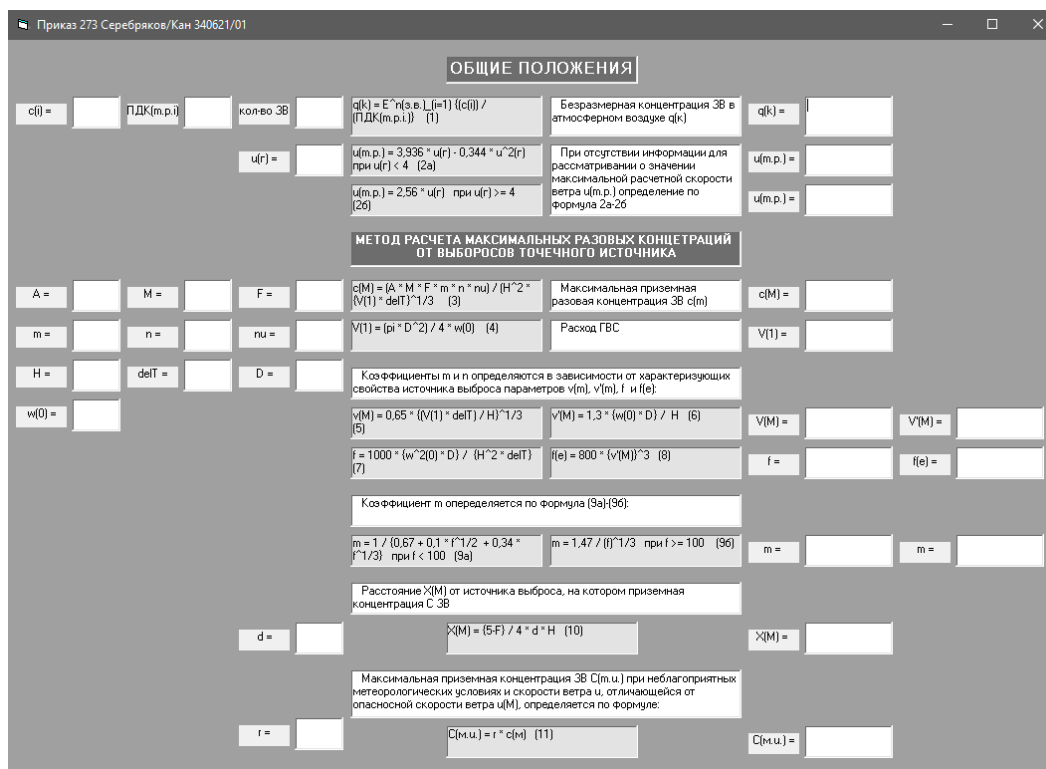 Приказ 273 Серебряков/Кан 340621/01
ОБЩИЕ ПОЛОЖЕНИЯ
c(i) =
ПДК(m.p.i)
кол-во ЗВ
q(k) = E^n(з.в.)_(i=1) {(c(i)) /
(ПДК(m.p.i.)} (1)
Безразмерная концентрация ЗВ в
атмосферном воздухе q(к)
q(k) =
u(r) =
u(m.p.) = 3,936 * u(r) - 0,344 * u^2(r)
при u(r) < 4 (2a)
При отсутствии информации для
рассматривании о значении
максимальной расчетной скорости
ветра u(m.p.) определение по
формула 2а-2б
u(m.p.) =
u(m.p.) = 2,56 * u(r) при u(r) >= 4
(2б)
u(m.p.) =
МЕТОД РАСЧЕТА МАКСИМАЛЬНЫХ РАЗОВЫХ КОНЦЕТРАЦИЙ
ОТ ВЫБОРОСОВ ТОЧЕЧНОГО ИСТОЧНИКА
A =
M =
F =
c(M) = (A * M * F * m * n * nu) / (H^2 *
{V(1) * delT}^1/3 (3)
Максимальная приземная
разовая концентрация ЗВ с(m)
c(M) =
m =
n =
nu =
V(1) = (pi * D^2) / 4 * w(0) (4)
Расход ГВС
V(1) =
H =
delT =
D =
Коэффициенты m и n определяются в зависимости от характеризующих
свойства источника выброса параметров v(m), v'(m), f и f(e):
w(0) =
v(M) = 0,65 * {(V(1) * delT} / H}^1/3
(5)
v'(M) = 1,3 * {w(0) * D} / H (6)
V(M) =
V'(M) =
f = 1000 * {w^2(0) * D} / {H^2 * delT}
(7)
f(e) = 800 * {v'(M)}^3 (8)
f =
f(e) =
Коэффициент m опеределяется по формула (9а)-(9б):
m = 1 / {0,67 + 0,1 * f^1/2 + 0,34 *
f^1/3} при f < 100 (9a)
m = 1,47 / (f)^1/3 при f >= 100 (9б)
m =
m =
Расстояние X(M) от источника выброса, на котором приземная
концентрация С ЗВ
d =
X(M) = {5-F} / 4 * d * H (10)
X(M) =
Максимальная приземная концентрация ЗВ С(m.u.) при неблагоприятных
метеорологических условиях и скорости ветра u, отличающейся от
опасносной скорости ветра u(M), определяется по формуле:
r =
С(м.u.) = r * c(м) (11)
С(м.u.) =